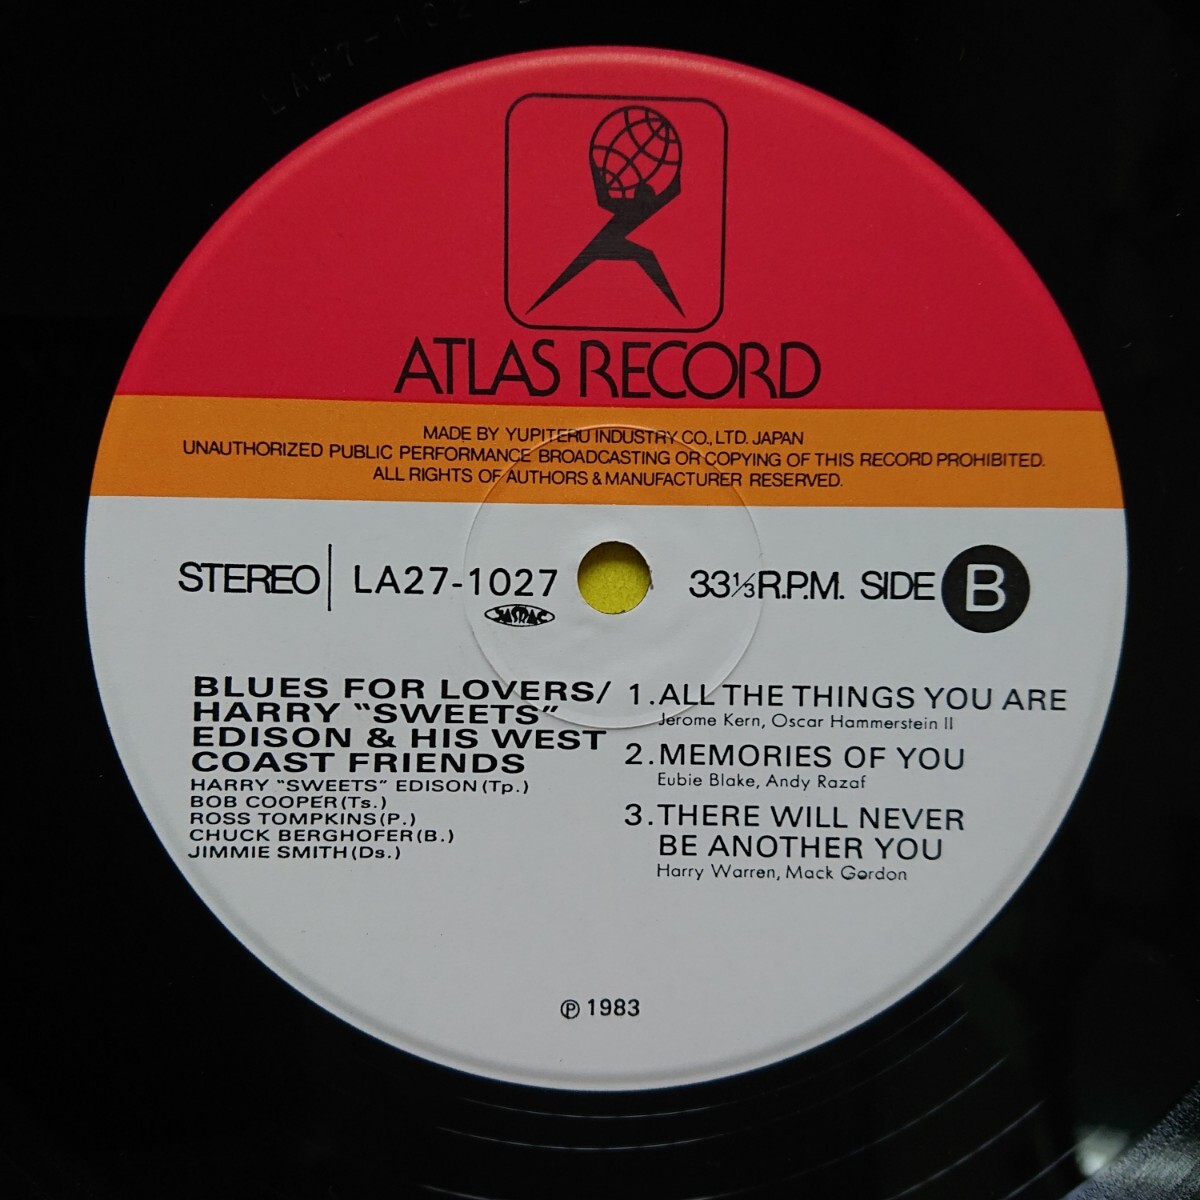 ATLAS RECORD
MADE BY YUPITERU INDUSTRY CO., LTD. JAPAN
UNAUTHORIZED PUBLIC PERFORMANCE BROADCASTING OR COPYING OF THIS RECORD PROHIBITED.
ALL RIGHTS OF AUTHORS & MANUFACTURER RESERVED.
STEREO LA27-1027
JASRAC
33⅓ R.P.M. SIDE B
BLUES FOR LOVERS/
HARRY "SWEETS"
EDISON & HIS WEST
COAST FRIENDS
HARRY "SWEETS" EDISON (Tp.)
BOB COOPER (Ts.)
ROSS TOMPKINS (P.)
CHUCK BERGHOFER (B.)
JIMMIE SMITH (Ds.)
1. ALL THE THINGS YOU ARE
Jerome Kern, Oscar Hammerstein II
2. MEMORIES OF YOU
Eubie Blake, Andy Razaf
3. THERE WILL NEVER
BE ANOTHER YOU
Harry Warren, Mack Gordon
℗ 1983